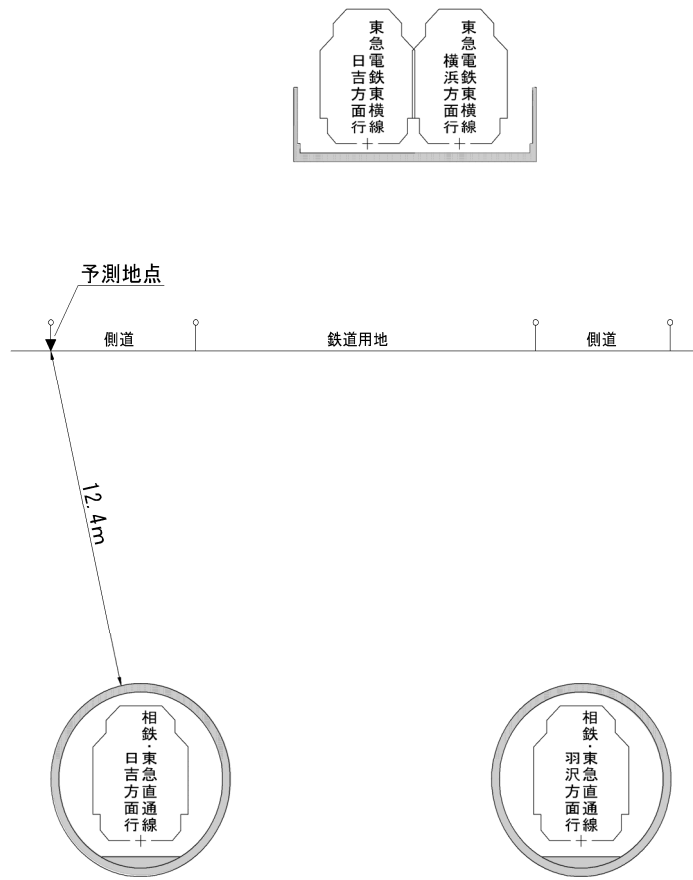 東急電鉄東横線
日吉方面行
東急電鉄東横線
横浜方面行
予測地点
側道
鉄道用地
側道
12.4m
相鉄・東急直通線
日吉方面行
相鉄・東急直通線
羽沢方面行